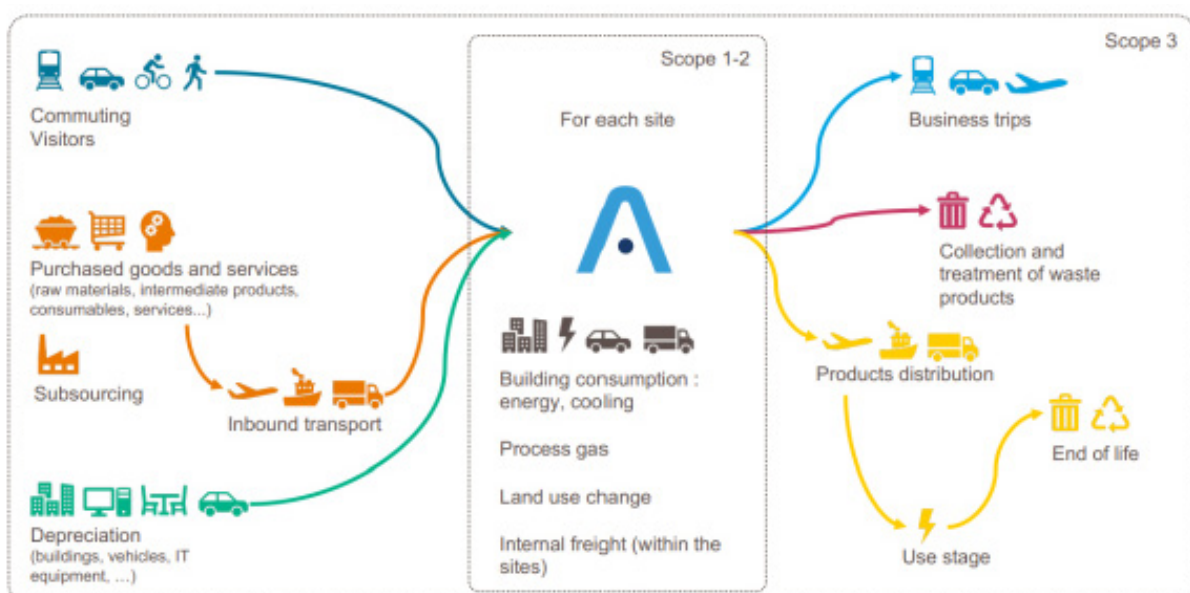 Scope 3
Scope 1-2
Commuting
Visitors
For each site
Business trips
Purchased goods and services
(raw materials, intermediate products,
consumables, services...)
Collection and
treatment of waste
products
Subsourcing
Inbound transport
Building consumption :
energy, cooling
Products distribution
Process gas
End of life
Land use change
Depreciation
(buildings, vehicles, IT
equipment, ...)
Internal freight (within the
sites)
Use stage